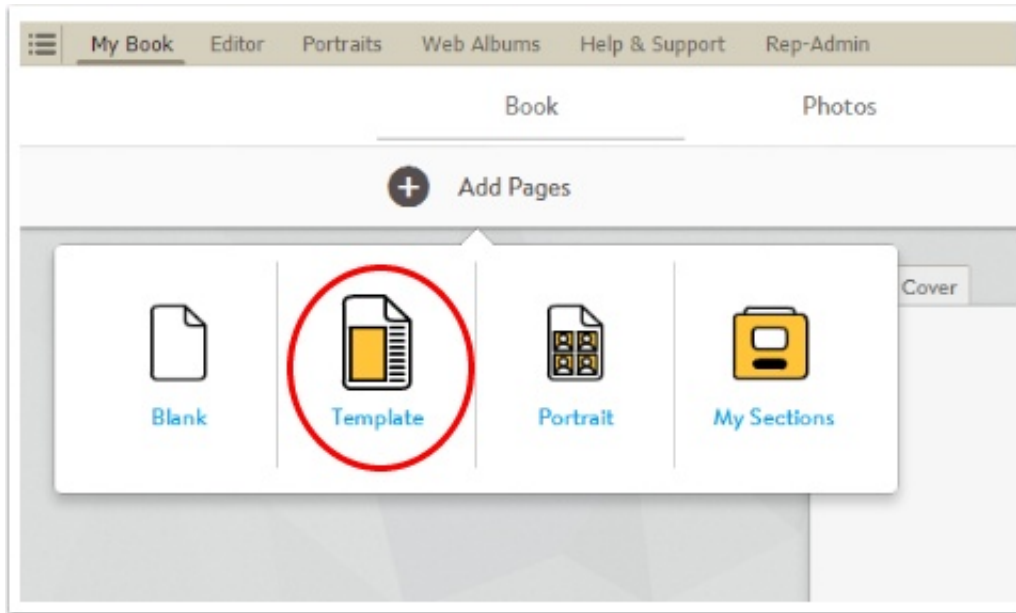 My Book Editor Portraits Web Albums Help & Support Rep-Admin
Book Photos
Add Pages
Cover
Blank Template Portrait My Sections